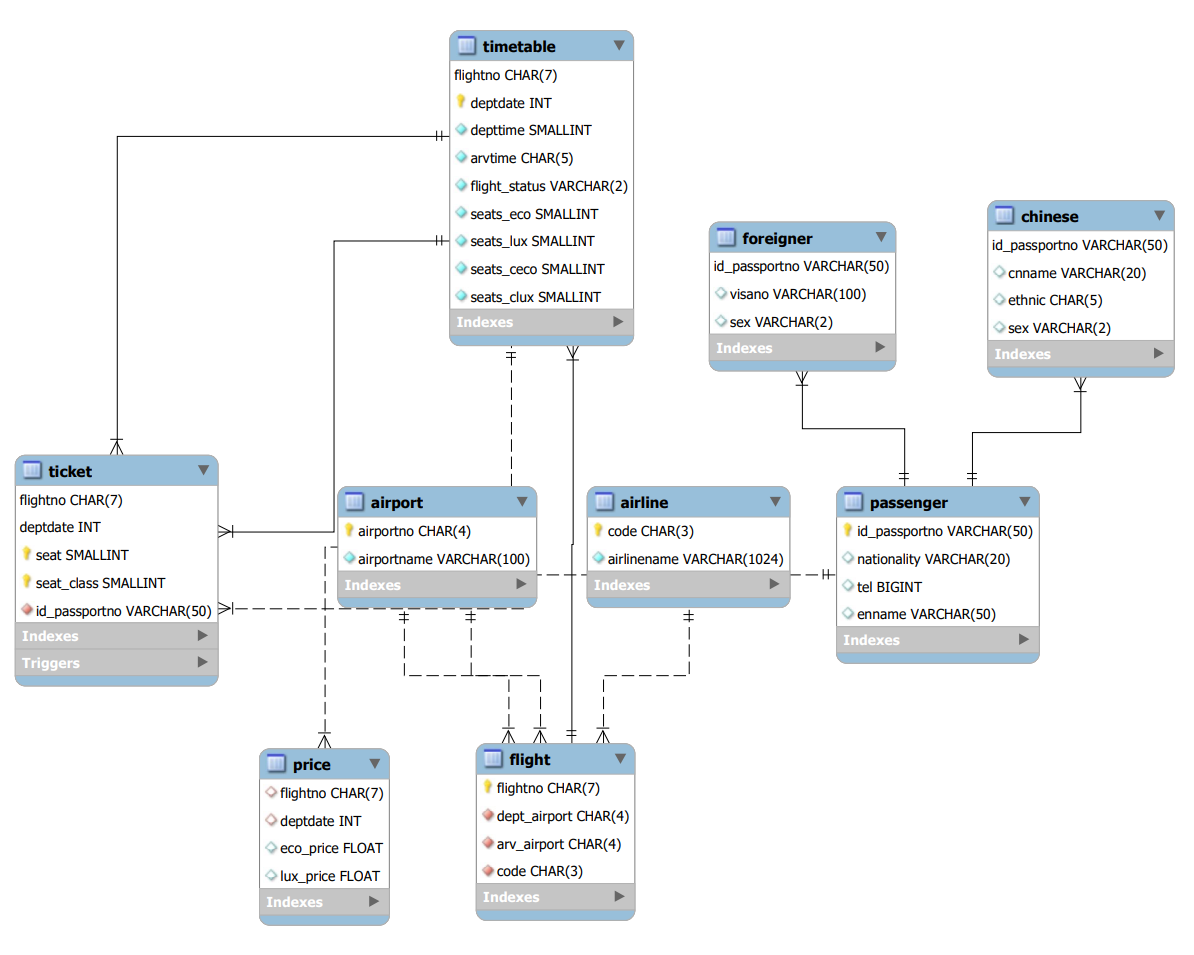 timetable
flightno CHAR(7)
deptdate INT
depttime SMALLINT
arvtime CHAR(5)
flight_status VARCHAR(2)
seats_eco SMALLINT
seats_lux SMALLINT
seats_ceco SMALLINT
seats_clux SMALLINT
Indexes
foreigner
id_passportno VARCHAR(50)
visano VARCHAR(100)
sex VARCHAR(2)
Indexes
chinese
id_passportno VARCHAR(50)
cnname VARCHAR(20)
ethnic CHAR(5)
sex VARCHAR(2)
Indexes
ticket
flightno CHAR(7)
deptdate INT
seat SMALLINT
seat_class SMALLINT
id_passportno VARCHAR(50)
Indexes
Triggers
airport
airportno CHAR(4)
airportname VARCHAR(100)
Indexes
airline
code CHAR(3)
airlinename VARCHAR(1024)
Indexes
passenger
id_passportno VARCHAR(50)
nationality VARCHAR(20)
tel BIGINT
enname VARCHAR(50)
Indexes
price
flightno CHAR(7)
deptdate INT
eco_price FLOAT
lux_price FLOAT
Indexes
flight
flightno CHAR(7)
dept_airport CHAR(4)
arv_airport CHAR(4)
code CHAR(3)
Indexes